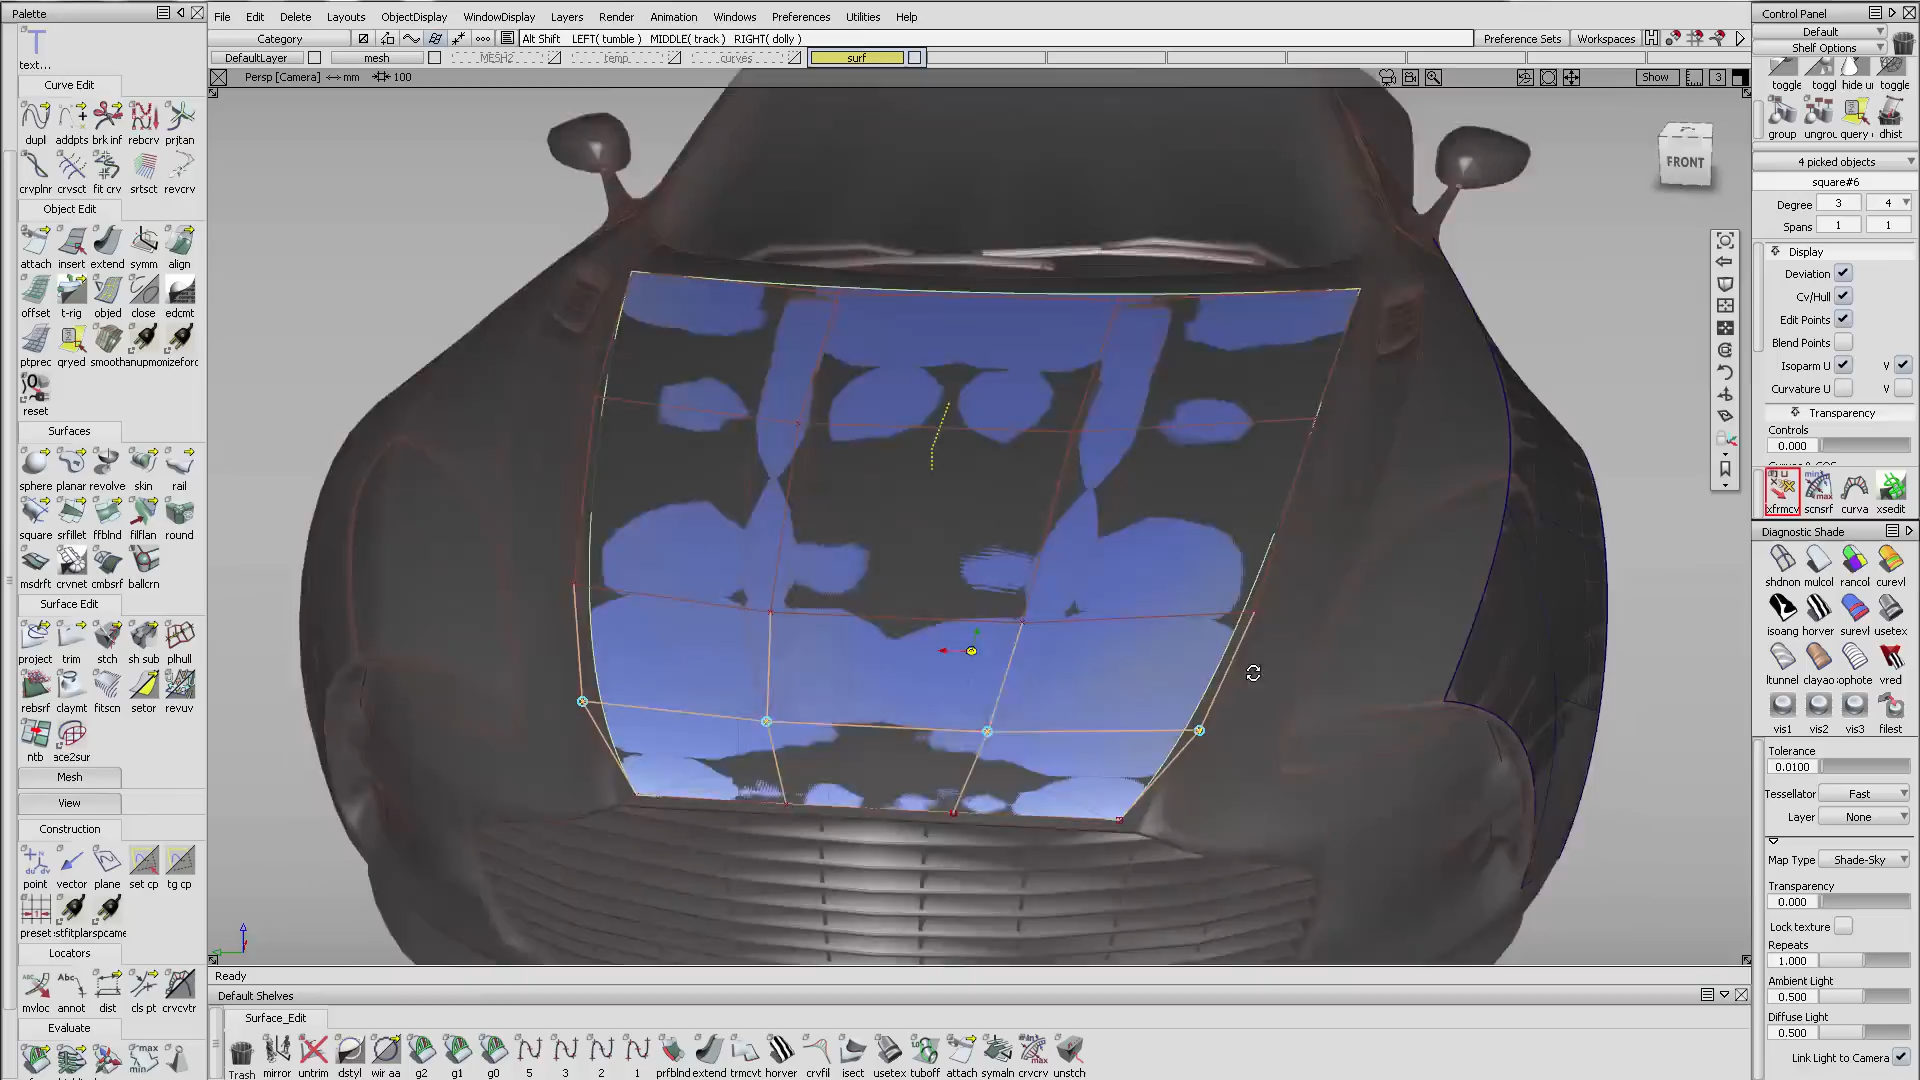 Palette
text...
Curve Edit
dupl addpts brk inf rebcrv prjtan
crvplnr crvsct fit crv srtsct revcrv
Object Edit
attach insert extend symm align
offset t-rig objed close edcmt
ptprec qryed smooth
reset
Surfaces
sphere planar revolve skin rail
square srfillet ffblnd filflan round
msdrft crvnet cmbsrf ballcrn
Surface Edit
project trim stch sh sub plhull
rebsrf claymt fitscn setor revuv
ntb
Mesh
View
Construction
point vector plane set cp tg cp
preset
Locators
mvloc annot dist cls pt crvcvtr
Evaluate
File Edit Delete Layouts ObjectDisplay WindowDisplay Layers Render Animation Windows Preferences Utilities Help
Category
Alt Shift LEFT( tumble ) MIDDLE( track ) RIGHT( dolly )
Preference Sets Workspaces
DefaultLayer mesh MESH2 temp curves surf
Persp [Camera] mm 100
Show 3
FRONT
Ready
Default Shelves
Surface_Edit
Trash mirror untrim dstyl wir aa g2 g1 g0 5 3 2 1 prfblnd extend trmcvt horver crvfil isect usetex tuboff attach symaln crvcrv unstch
Control Panel
Default
Shelf Options
toggle toggl hide ur toggle
group ungrou query dhist
4 picked objects
square#6
Degree 3 4
Spans 1 1
Display
Deviation
Cv/Hull
Edit Points
Blend Points
Isoparm U V
Curvature U V
Transparency
Controls
0.000
xfrmcv scnsrf curva xsedit
Diagnostic Shade
shdnon mulcol rancol curevl
isoang horver surevl usetex
ltunnel clayao ophote vred
vis1 vis2 vis3 filest
Tolerance
0.0100
Tessellator Fast
Layer None
Map Type Shade-Sky
Transparency
0.000
Lock texture
Repeats
1.000
Ambient Light
0.500
Diffuse Light
0.500
Link Light to Camera